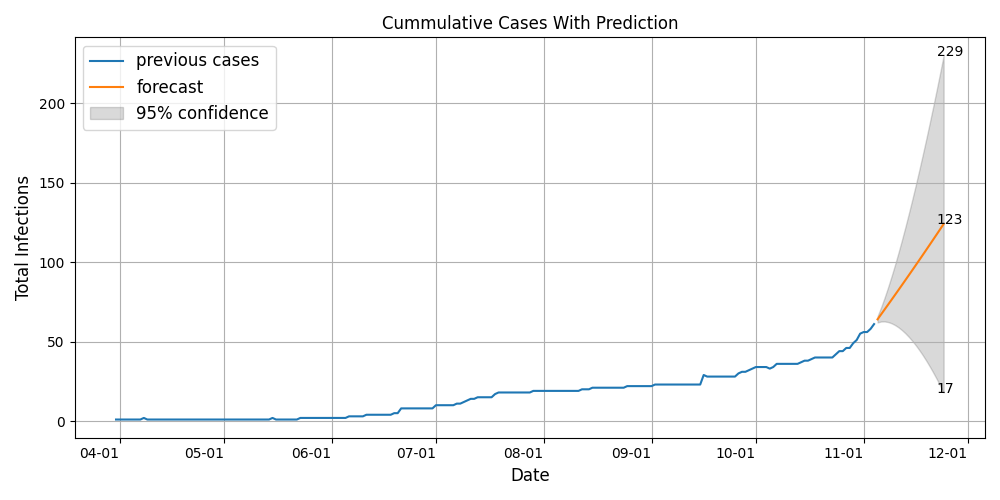 Cummulative Cases With Prediction
previous cases
forecast
95% confidence
229
123
17
200
150
100
50
0
Total Infections
04-01 05-01 06-01 07-01 08-01 09-01 10-01 11-01 12-01
Date